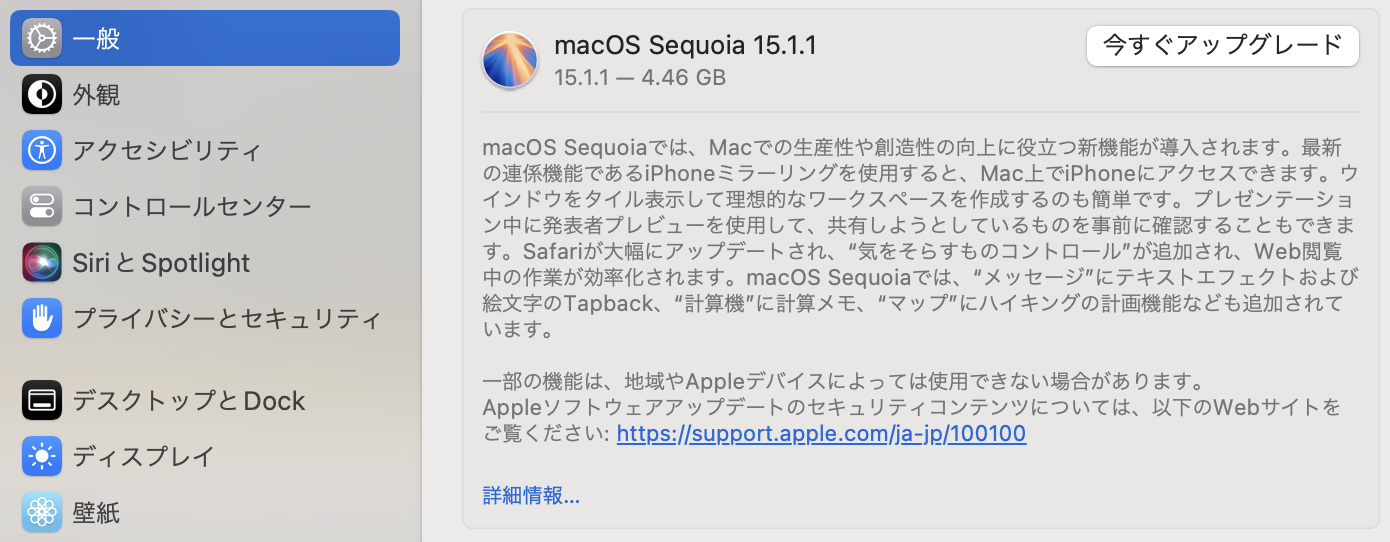 一般
外観
アクセシビリティ
コントロールセンター
SiriとSpotlight
プライバシーとセキュリティ
デスクトップとDock
ディスプレイ
壁紙
macOS Sequoia 15.1.1
15.1.1 — 4.46 GB
今すぐアップグレード
macOS Sequoiaでは、Macでの生産性や創造性の向上に役立つ新機能が導入されます。最新
の連係機能であるiPhoneミラーリングを使用すると、Mac上でiPhoneにアクセスできます。ウ
インドウをタイル表示して理想的なワークスペースを作成するのも簡単です。プレゼンテーショ
ン中に発表者プレビューを使用して、共有しようとしているものを事前に確認することもできま
す。Safariが大幅にアップデートされ、“気をそらすものコントロール”が追加され、Web閲覧
中の作業が効率化されます。macOS Sequoiaでは、“メッセージ”にテキストエフェクトおよび
絵文字のTapback、“計算機”に計算メモ、“マップ”にハイキングの計画機能なども追加されて
います。
一部の機能は、地域やAppleデバイスによっては使用できない場合があります。
Appleソフトウェアアップデートのセキュリティコンテンツについては、以下のWebサイトを
ご覧ください: https://support.apple.com/ja-jp/100100
詳細情報...